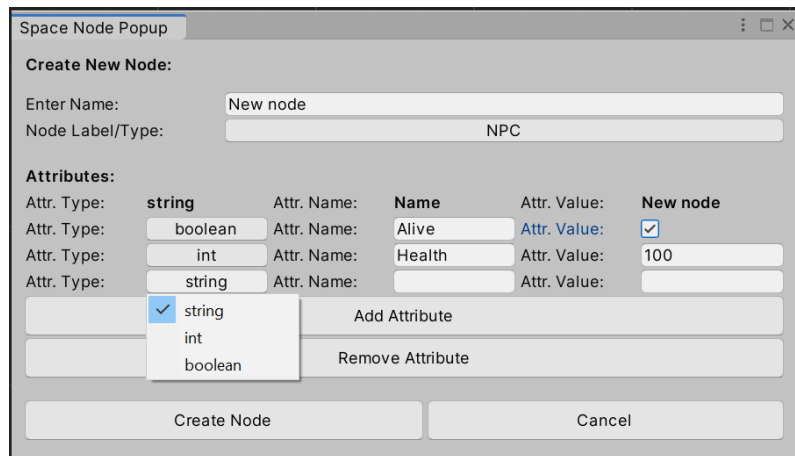 Space Node Popup
Create New Node:
Enter Name: New node
Node Label/Type: NPC
Attributes:
Attr. Type: string Attr. Name: Name Attr. Value: New node
Attr. Type: boolean Attr. Name: Alive Attr. Value:
Attr. Type: int Attr. Name: Health Attr. Value: 100
Attr. Type: string Attr. Name: Attr. Value:
string
Add Attribute
int
Remove Attribute
boolean
Create Node Cancel